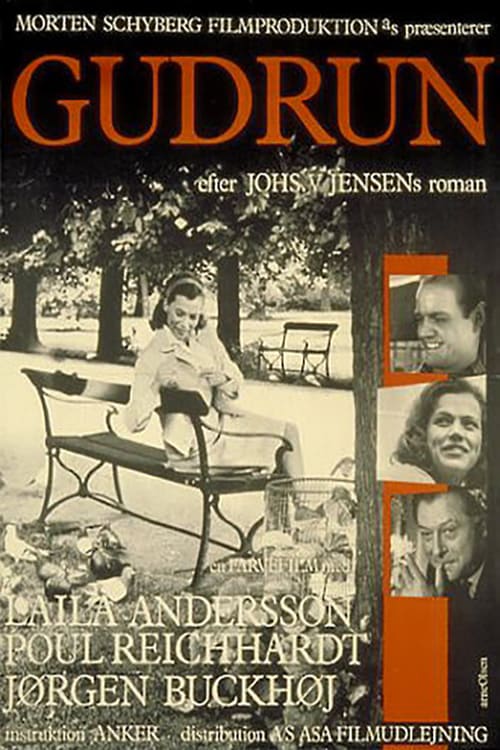 MORTEN SCHYBERG FILMPRODUKTION as præsenterer
GUDRUN
efter JOHS. V. JENSENs roman
en FARVEFILM med
LAILA ANDERSSON
POUL REICHHARDT
JØRGEN BUCKHØJ
instruktion ANKER - distribution A/S ASA FILMUDLEJNING
arneOlsen